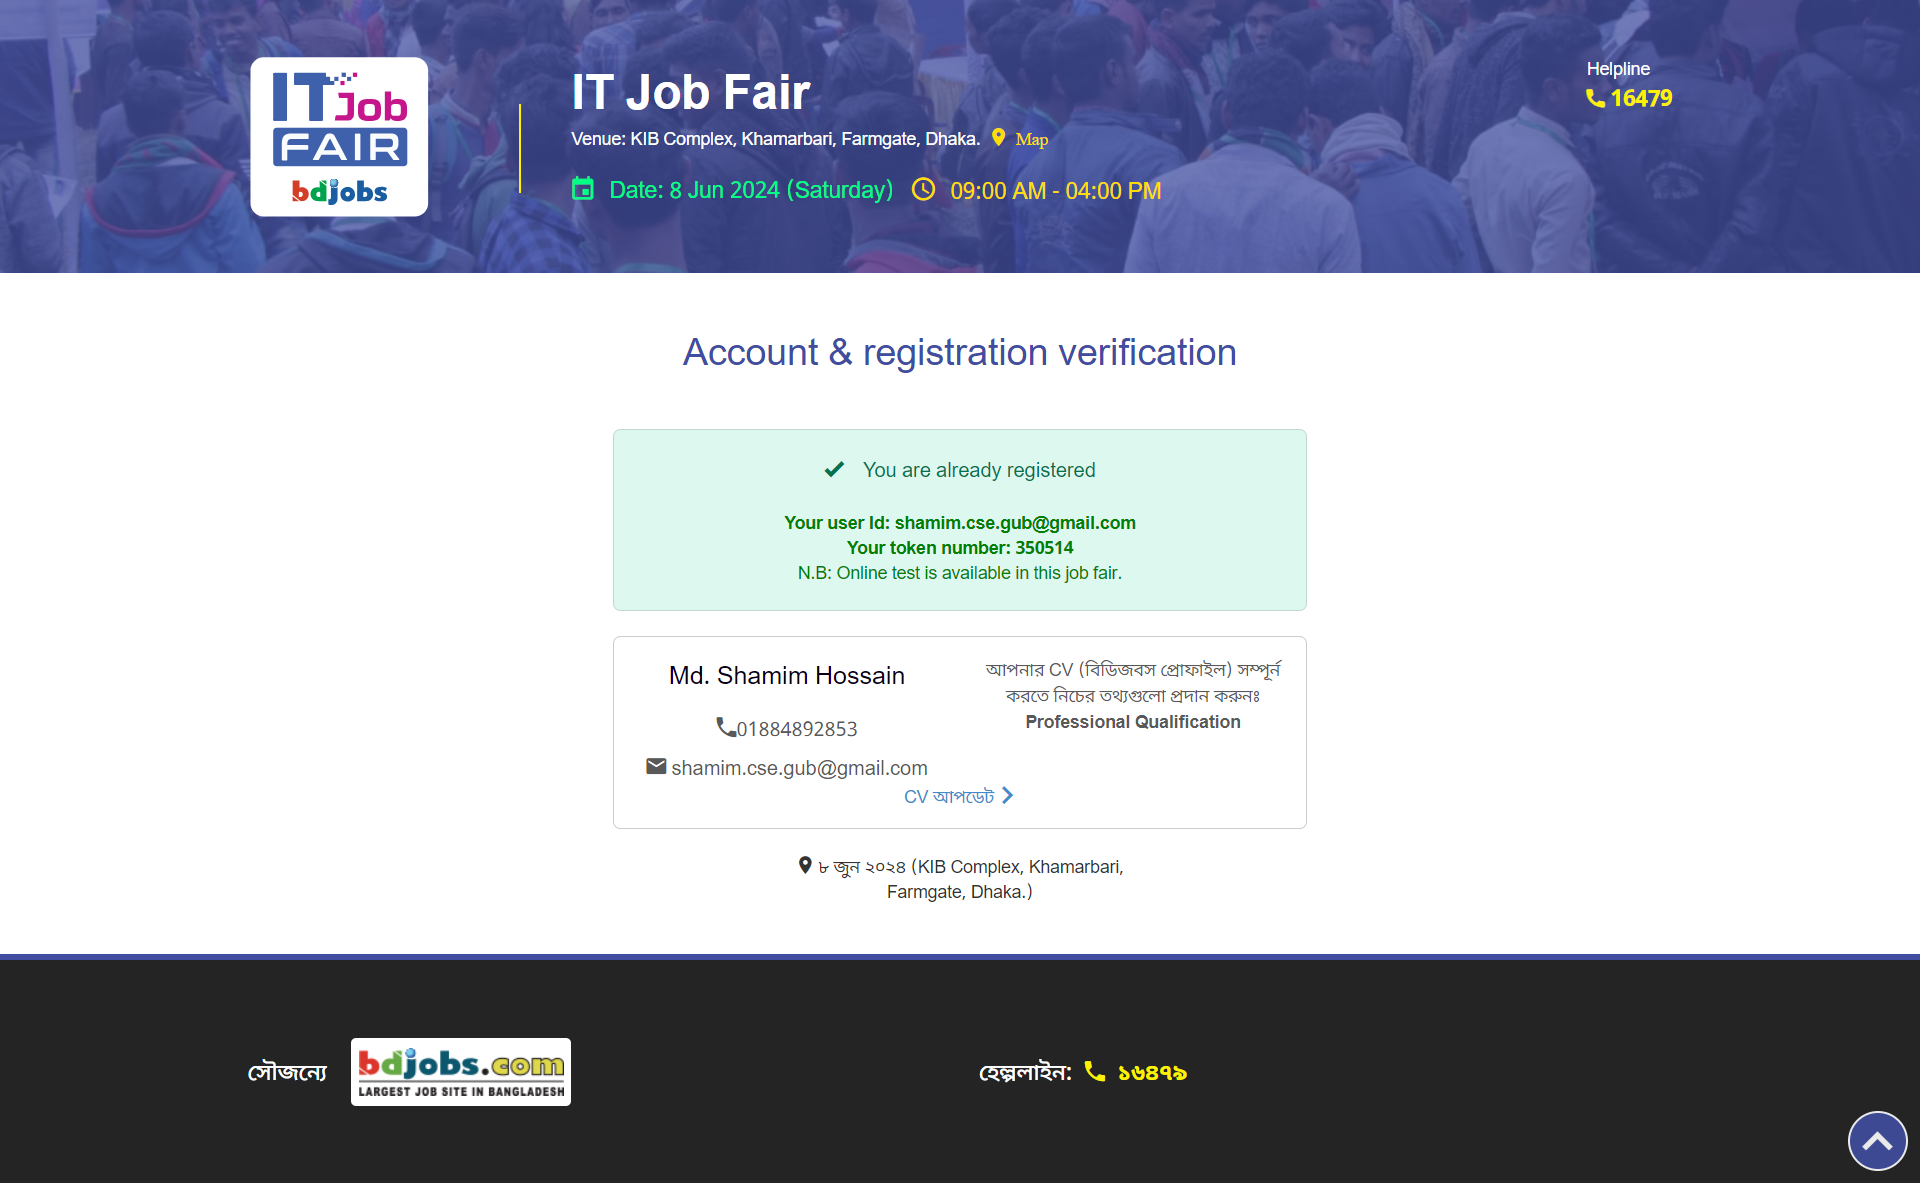 IT Job
FAIR
bdjobs
IT Job Fair
Venue: KIB Complex, Khamarbari, Farmgate, Dhaka. Map
Date: 8 Jun 2024 (Saturday) 09:00 AM - 04:00 PM
Helpline
16479
Account & registration verification
You are already registered
Your user Id: shamim.cse.gub@gmail.com
Your token number: 350514
N.B: Online test is available in this job fair.
Md. Shamim Hossain
01884892853
shamim.cse.gub@gmail.com
আপনার CV (বিডিজবস প্রোফাইল) সম্পূর্ন
করতে নিচের তথ্যগুলো প্রদান করুনঃ
Professional Qualification
CV আপডেট
৮ জুন ২০২৪ (KIB Complex, Khamarbari,
Farmgate, Dhaka.)
সৌজন্যে
bdjobs.com
LARGEST JOB SITE IN BANGLADESH
হেল্পলাইন: ১৬৪৭৯